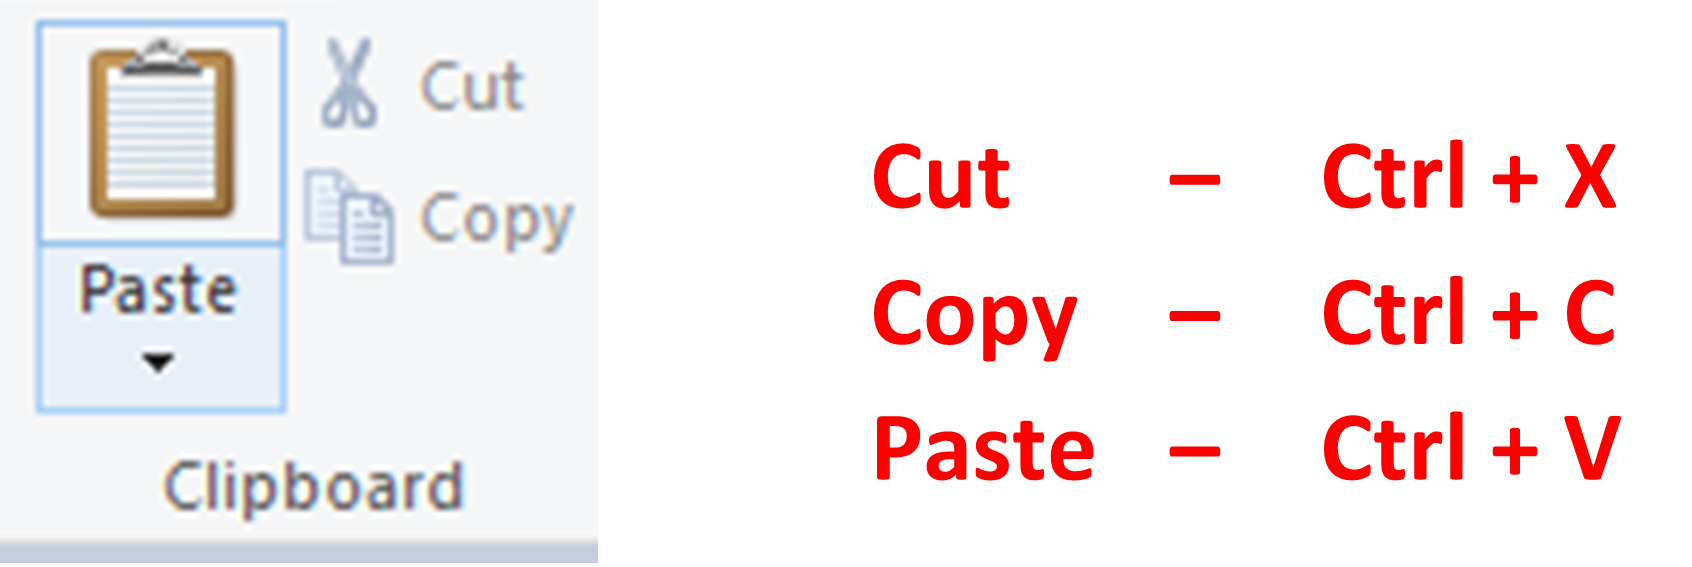 Cut
Copy
Paste
Clipboard
Cut – Ctrl + X
Copy – Ctrl + C
Paste – Ctrl + V